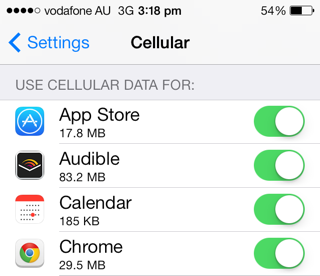 vodafone AU 3G 3:18 pm 54%
Settings Cellular
USE CELLULAR DATA FOR:
App Store
17.8 MB
Audible
83.2 MB
Calendar
185 KB
Chrome
29.5 MB